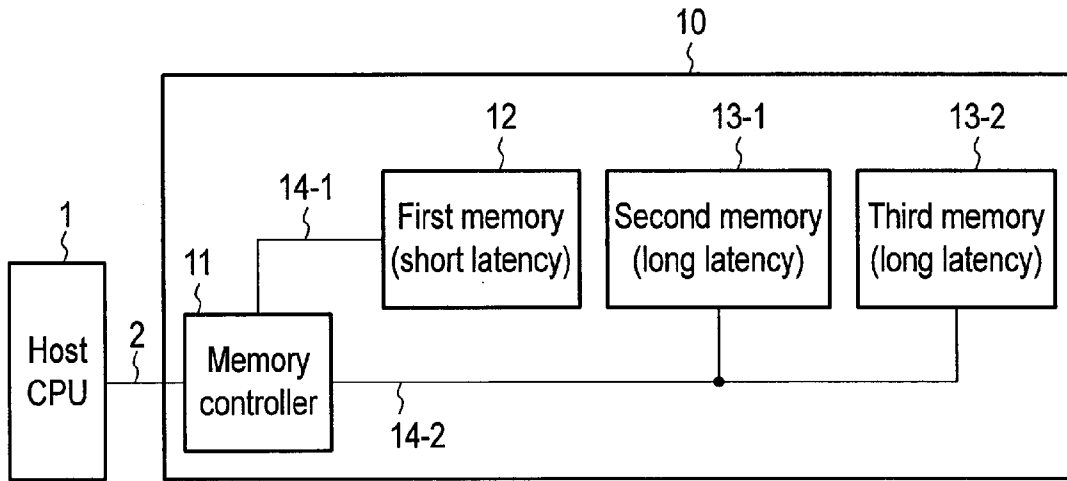 10
12
13-1
13-2
14-1
First memory
(short latency)
Second memory
(long latency)
Third memory
(long latency)
1
11
Host
CPU
2
Memory
controller
14-2